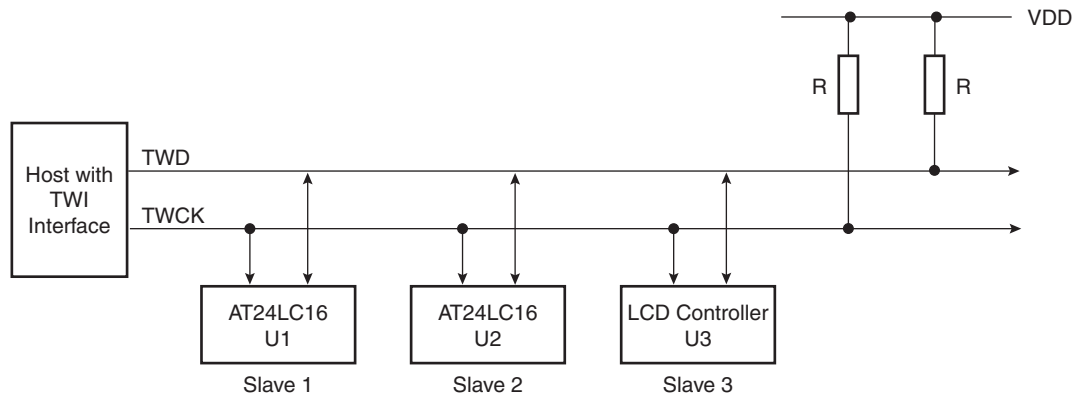 VDD
R
R
Host with
TWI
Interface
TWD
TWCK
AT24LC16
U1
AT24LC16
U2
LCD Controller
U3
Slave 1
Slave 2
Slave 3